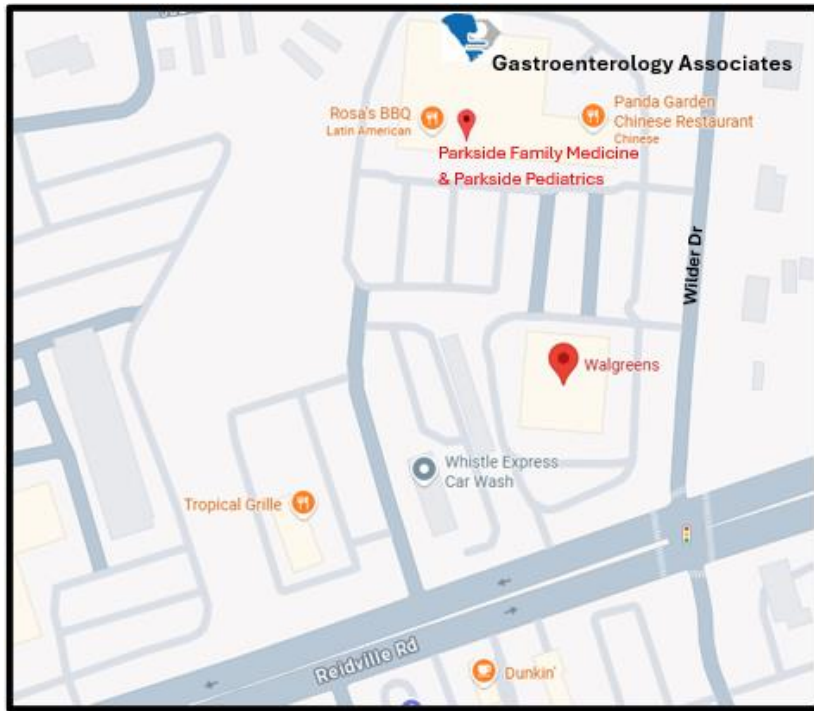 Gastroenterology Associates
Rosa's BBQ
Latin American
Panda Garden
Chinese Restaurant
Chinese
Parkside Family Medicine
& Parkside Pediatrics
Wilder Dr
Walgreens
Whistle Express
Car Wash
Tropical Grille
Reidville Rd
Dunkin'